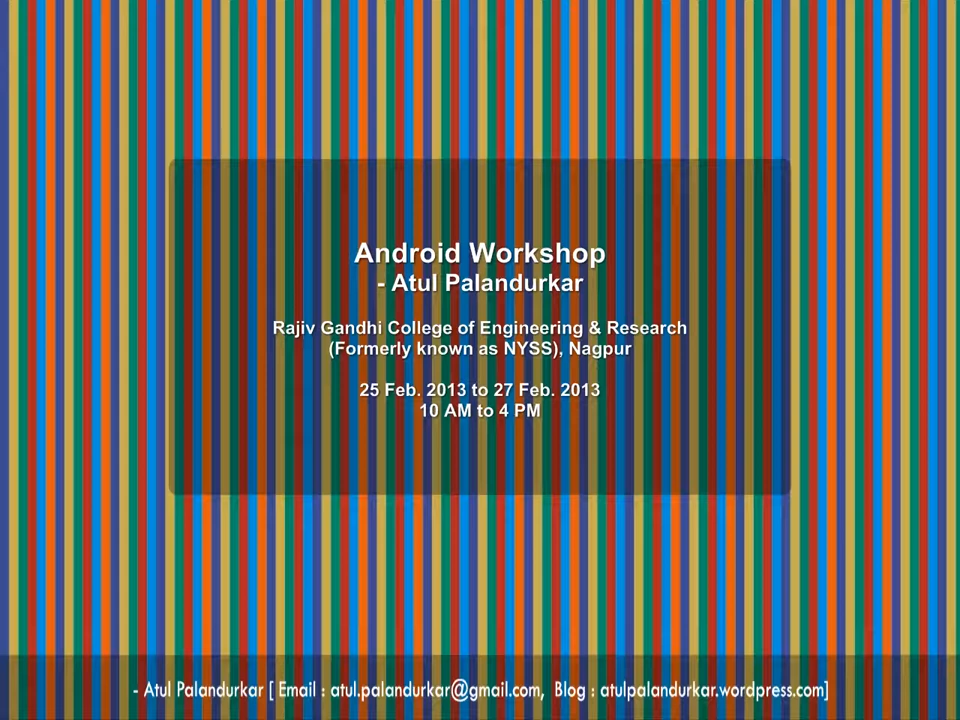 Android Workshop
- Atul Palandurkar
Rajiv Gandhi College of Engineering & Research
(Formerly known as NYSS), Nagpur
25 Feb. 2013 to 27 Feb. 2013
10 AM to 4 PM
- Atul Palandurkar [ Email : atul.palandurkar@gmail.com, Blog : atulpalandurkar.wordpress.com]